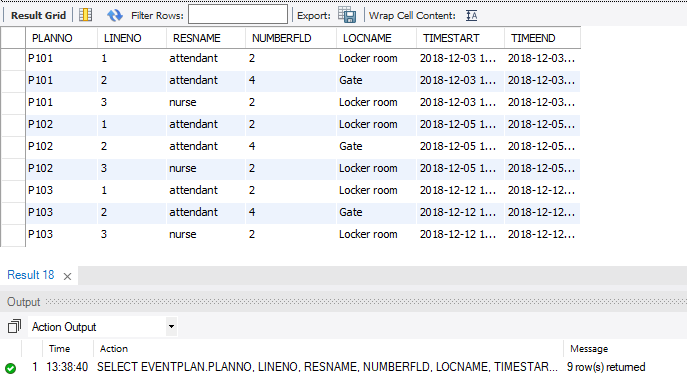 Result Grid Filter Rows: Export: Wrap Cell Content:
PLANNO LINENO RESNAME NUMBERFLD LOCNAME TIMESTART TIMEEND
P101 1 attendant 2 Locker room 2018-12-03 1... 2018-12-03...
P101 2 attendant 4 Gate 2018-12-03 1... 2018-12-03...
P101 3 nurse 2 Locker room 2018-12-03 1... 2018-12-03...
P102 1 attendant 2 Locker room 2018-12-05 1... 2018-12-05...
P102 2 attendant 4 Gate 2018-12-05 1... 2018-12-05...
P102 3 nurse 2 Locker room 2018-12-05 1... 2018-12-05...
P103 1 attendant 2 Locker room 2018-12-12 1... 2018-12-12...
P103 2 attendant 4 Gate 2018-12-12 1... 2018-12-12...
P103 3 nurse 2 Locker room 2018-12-12 1... 2018-12-12...
Result 18
Output
Action Output
Time Action Message
1 13:38:40 SELECT EVENTPLAN.PLANNO, LINENO, RESNAME, NUMBERFLD, LOCNAME, TIMESTAR... 9 row(s) returned